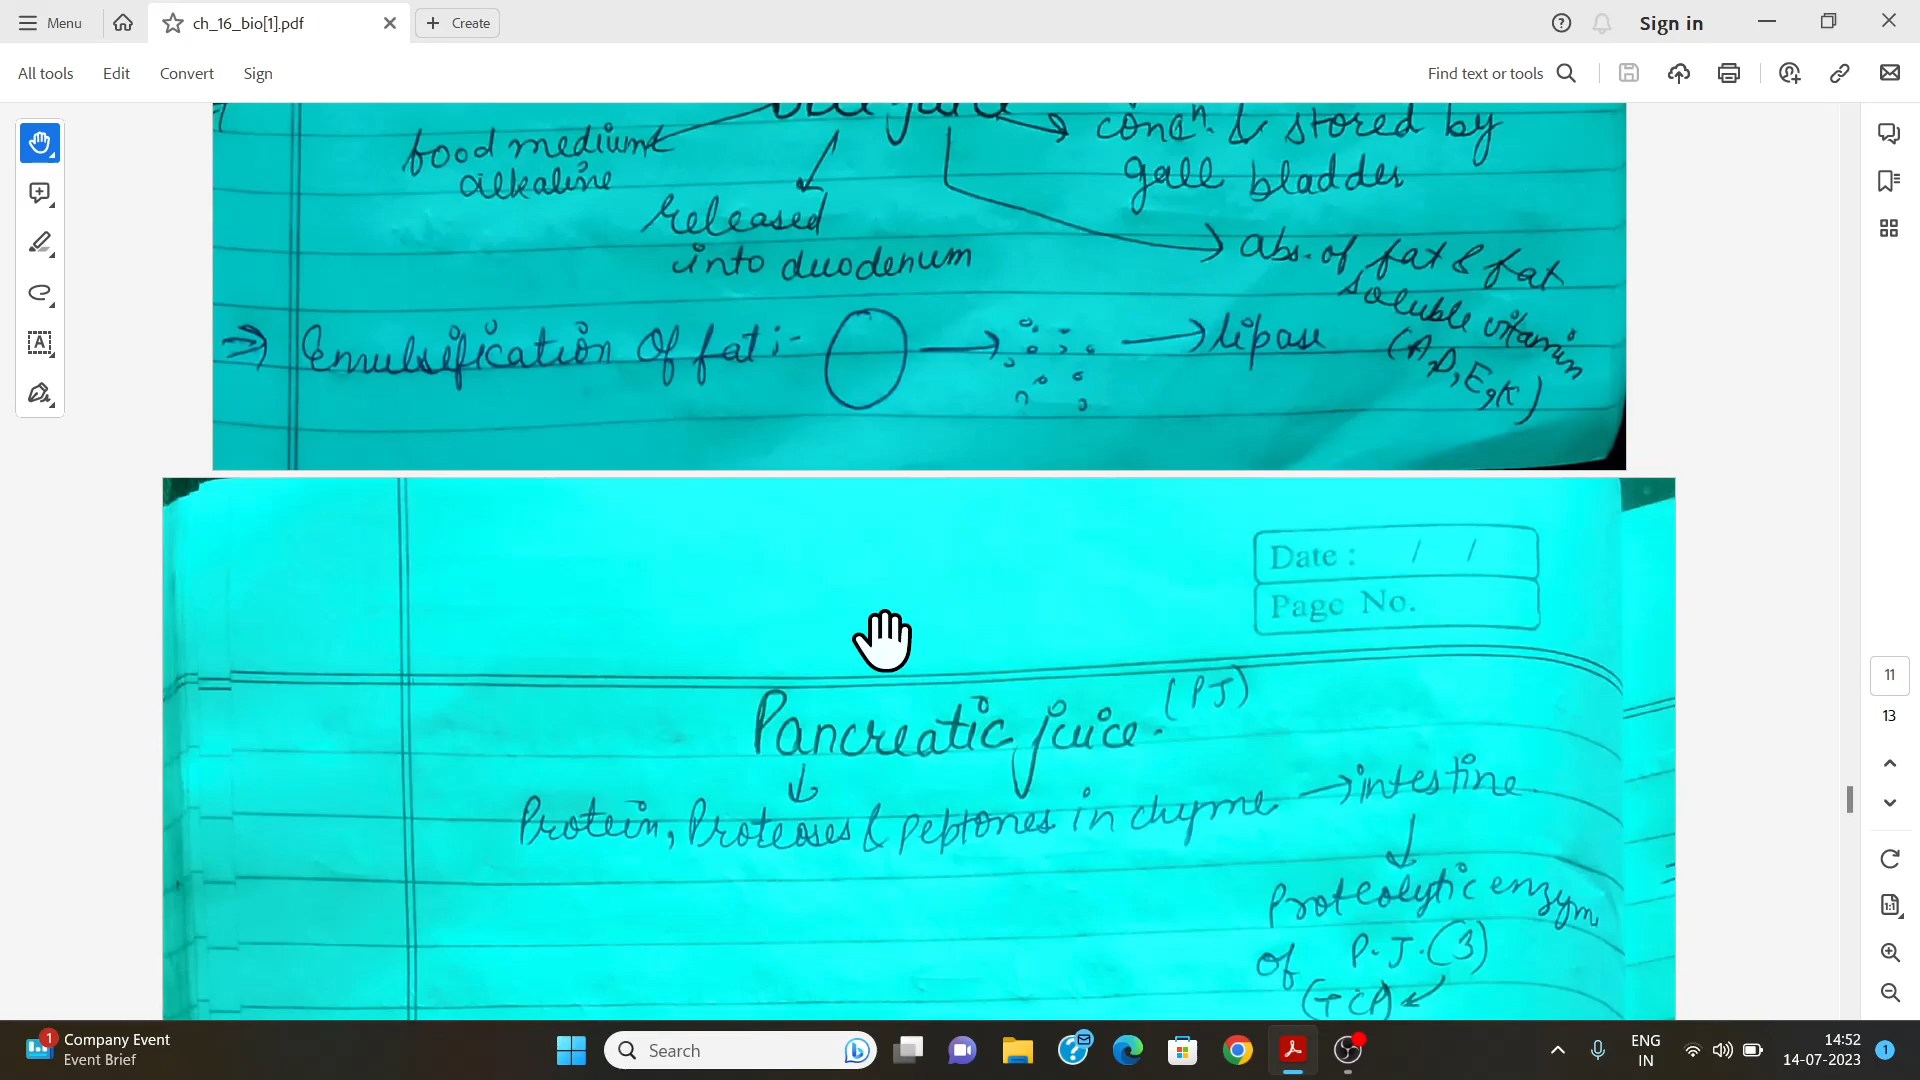 Menu
ch_16_bio[1].pdf
Create
Sign in
All tools
Edit
Convert
Sign
Find text or tools
food medium alkaline
released into duodenum
concn. & stored by
gall bladder
abs. of fat & fat
soluble vitamin
(A,D,E,K)
⇒ Emulsification of fat :- → → lipase
Date : / /
Page No.
Pancreatic juice. (PJ)
Protein, Proteoses & peptones in chyme → intestine
Proteolytic enzym
of P.J. (3)
(TCP)
11
13
1
Company Event
Event Brief
Search
ENG
IN
14:52
14-07-2023
1